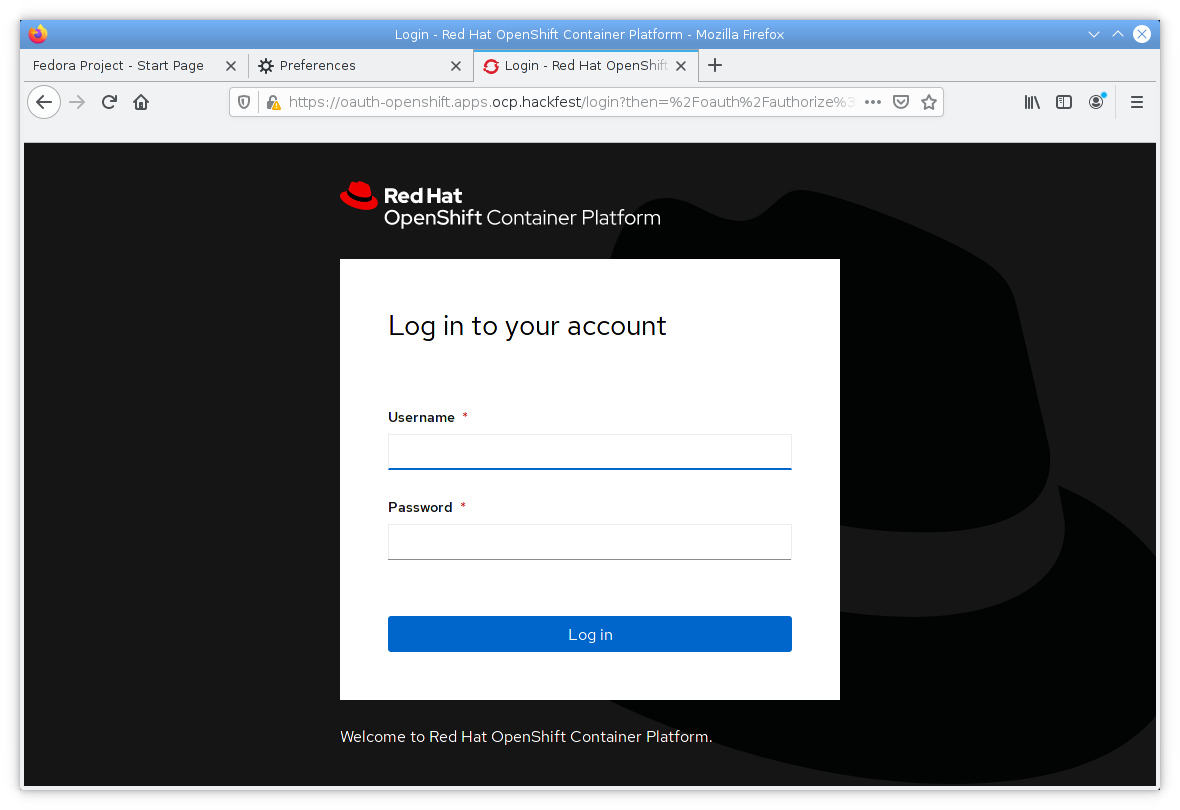 Login - Red Hat OpenShift Container Platform - Mozilla Firefox
Fedora Project - Start Page
Preferences
Login - Red Hat OpenShift
https://oauth-openshift.apps.ocp.hackfest/login?then=%2Foauth%2Fauthorize%3
Red Hat
OpenShift Container Platform
Log in to your account
Username *
Password *
Log in
Welcome to Red Hat OpenShift Container Platform.